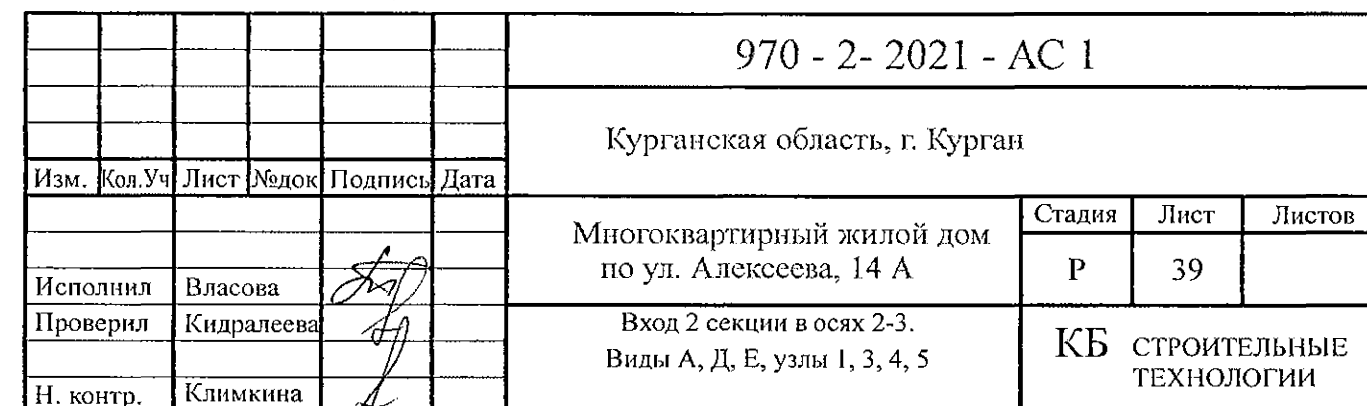 970 - 2- 2021 - АС 1
Курганская область, г. Курган
Изм. Кол.Уч Лист №док Подпись Дата
Многоквартирный жилой дом
по ул. Алексеева, 14 А
Стадия Лист Листов
Р 39
Исполнил Власова
Проверил Кидралеева
Н. контр. Климкина
Вход 2 секции в осях 2-3.
Виды А, Д, Е, узлы 1, 3, 4, 5
КБ СТРОИТЕЛЬНЫЕ
ТЕХНОЛОГИИ